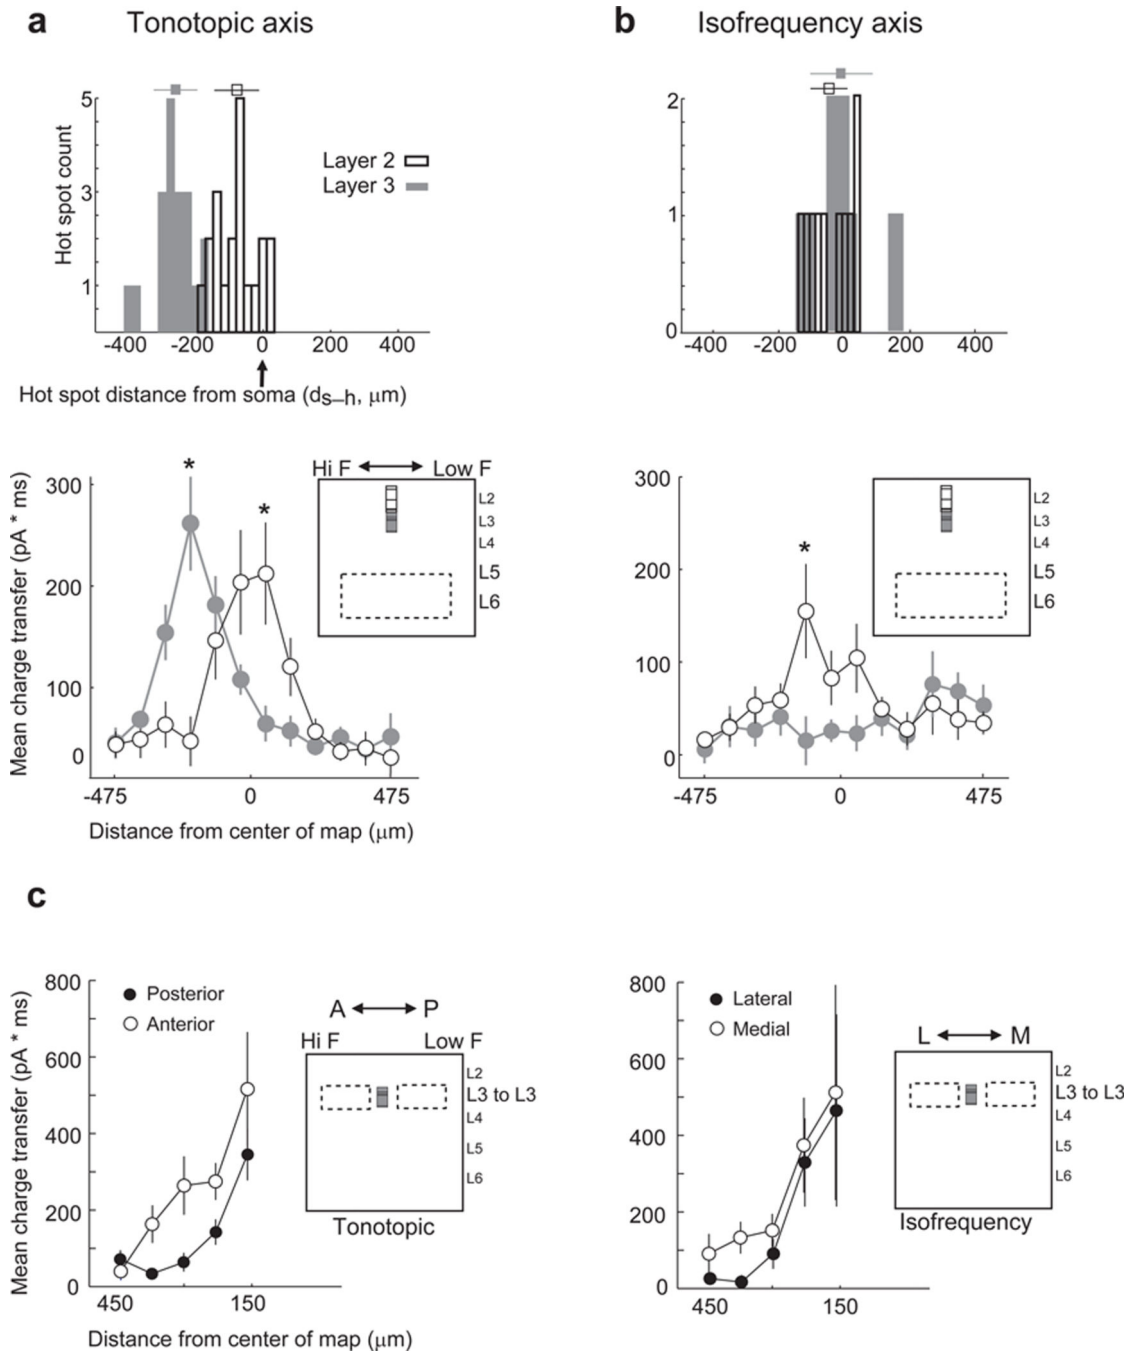 a Tonotopic axis
5
3
1
Hot spot count
Layer 2
Layer 3
-400 -200 0 200 400
Hot spot distance from soma (ds–h, μm)
b Isofrequency axis
2
1
0
-400 -200 0 200 400
Mean charge transfer (pA * ms)
300
200
100
0
*
*
Hi F Low F
L2
L3
L4
L5
L6
-475 0 475
Distance from center of map (μm)
300
200
100
0
*
L2
L3
L4
L5
L6
-475 0 475
c
Mean charge transfer (pA * ms)
800
600
400
200
0
Posterior
Anterior
A P
Hi F Low F
L2
L3 to L3
L4
L5
L6
Tonotopic
450 150
Distance from center of map (μm)
800
600
400
200
0
Lateral
Medial
L M
L2
L3 to L3
L4
L5
L6
Isofrequency
450 150